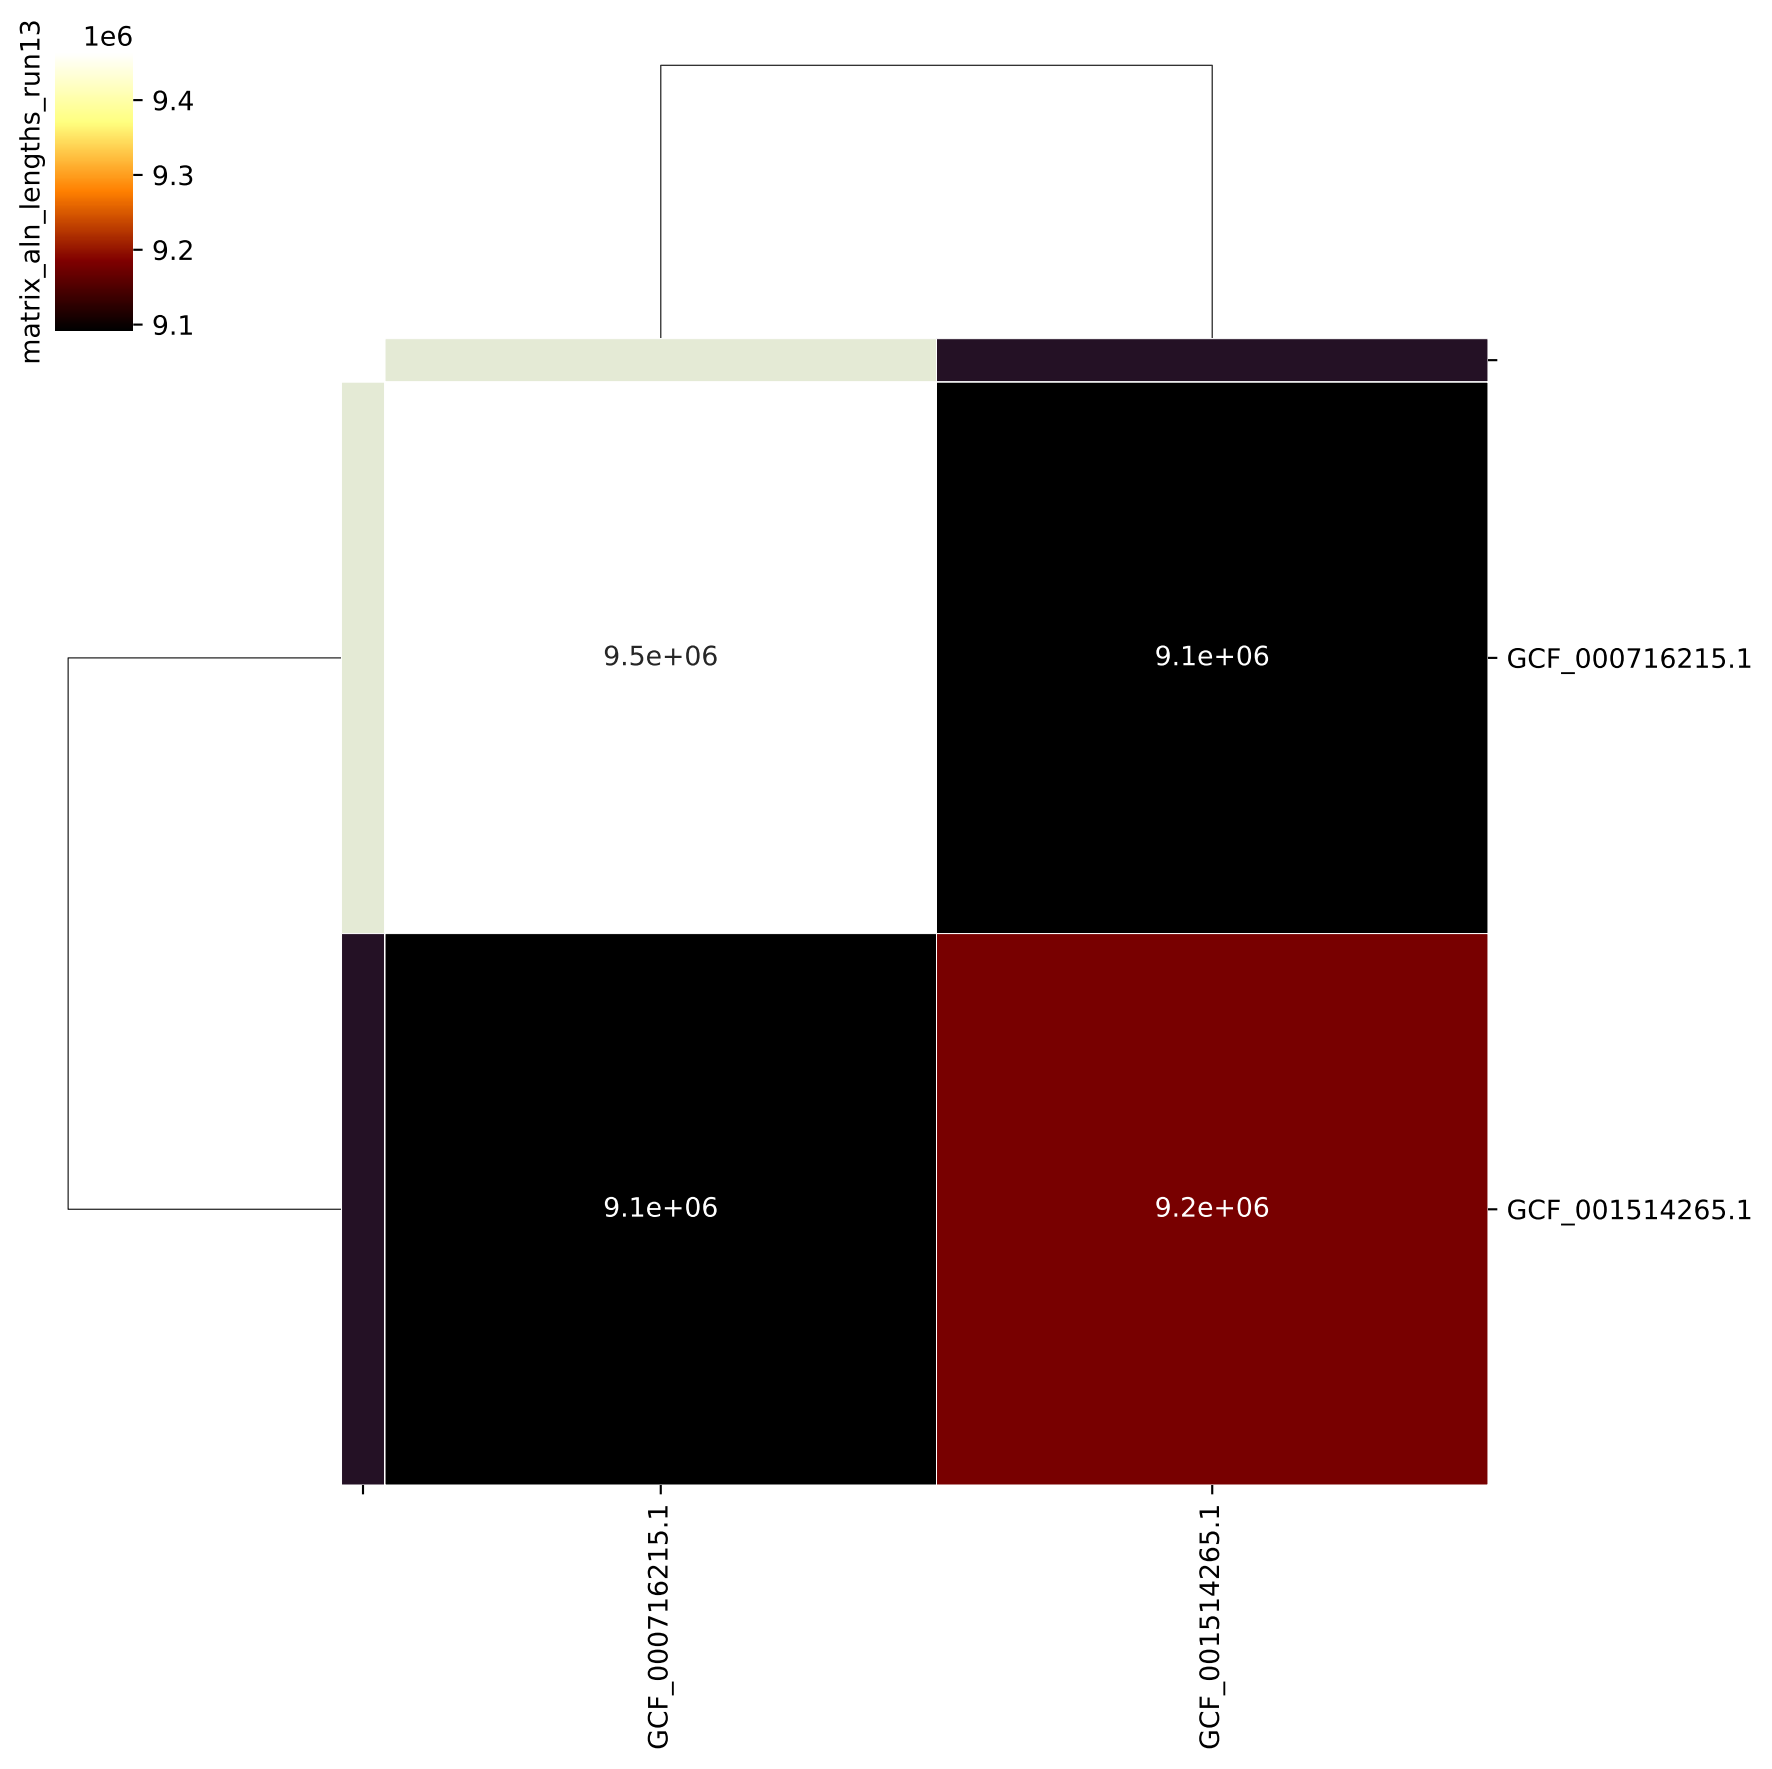 matrix_aln_lengths_run13
1e6
9.4
9.3
9.2
9.1
9.5e+06
9.1e+06
GCF_000716215.1
9.1e+06
9.2e+06
GCF_001514265.1
GCF_000716215.1
GCF_001514265.1